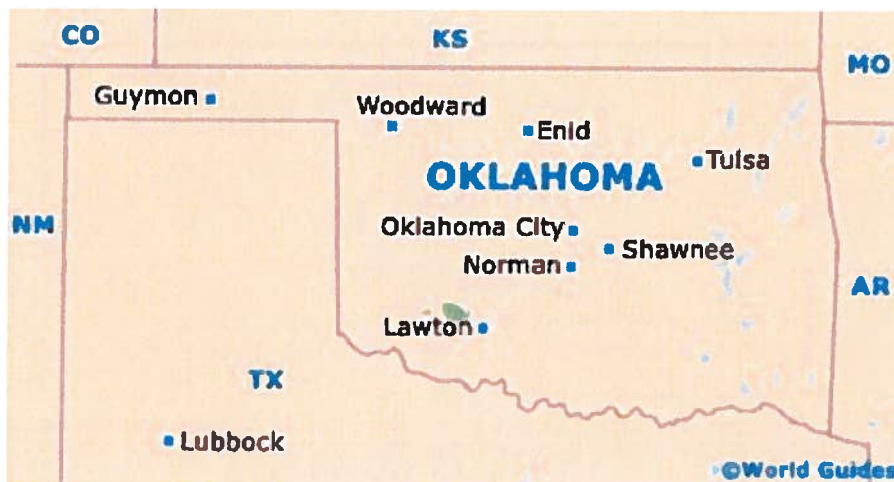 CO
KS
MO
Guymon
Woodward
Enid
Tulsa
OKLAHOMA
NM
Oklahoma City
Shawnee
Norman
AR
Lawton
TX
Lubbock
©World Guides